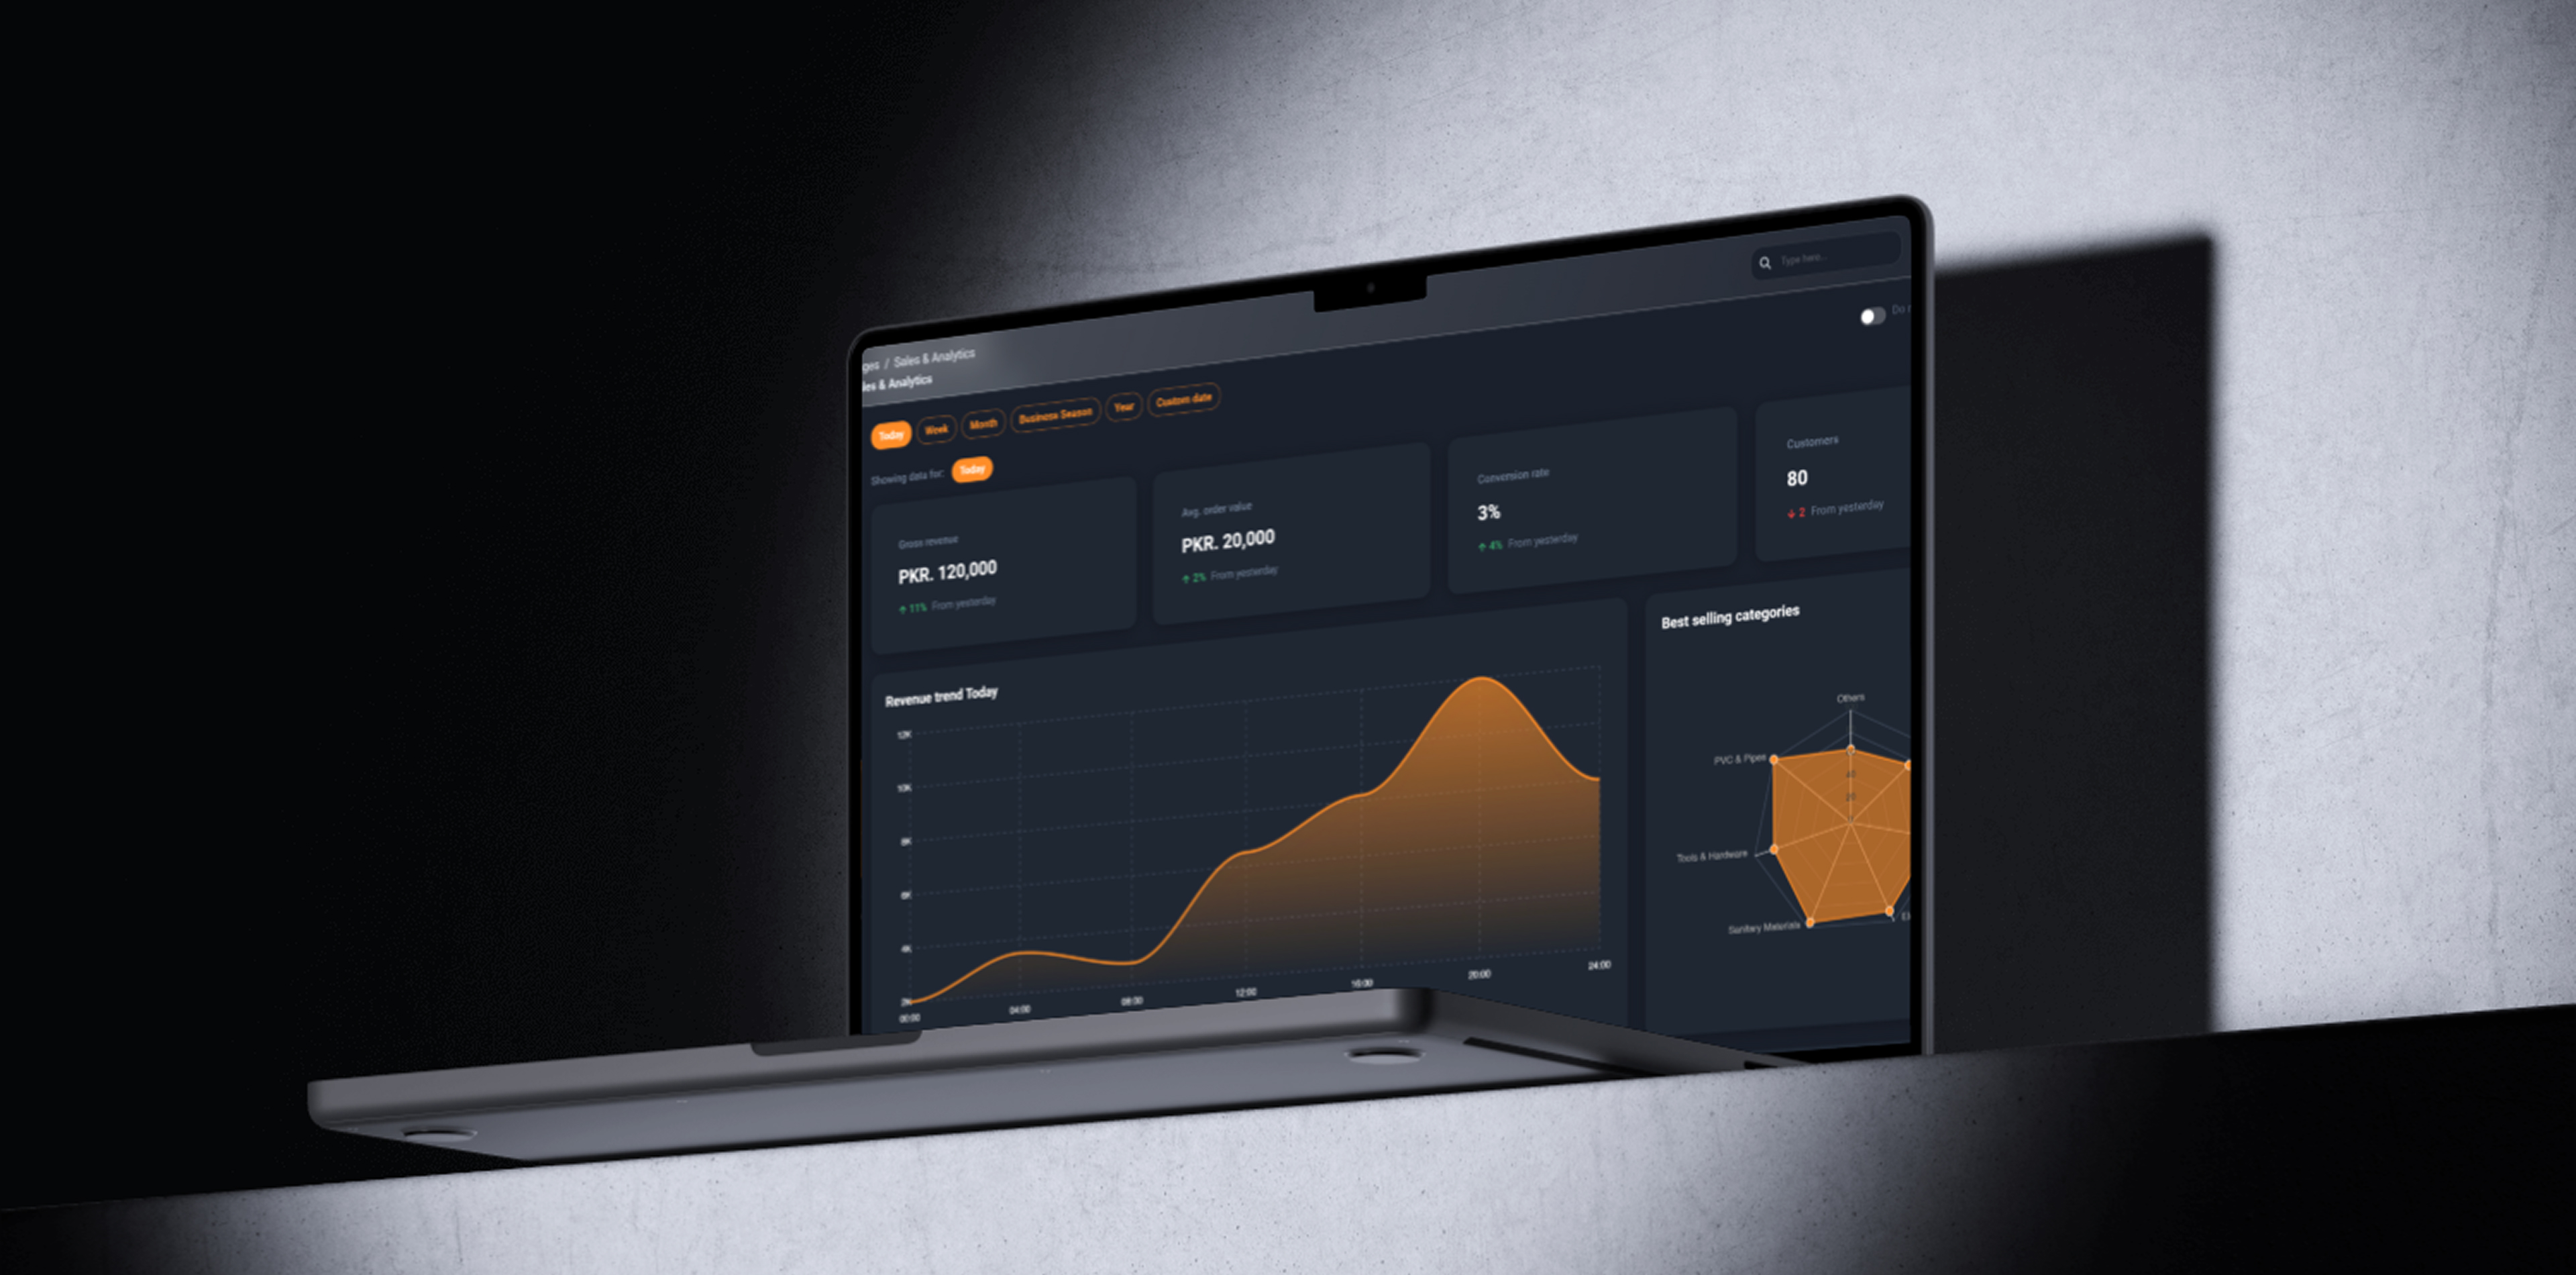 ges / Sales & Analytics
les & Analytics
Type here...
Do
Today
Week
Month
Business Season
Year
Custom date
Showing data for:
Today
Gross revenue
PKR. 120,000
11% From yesterday
Avg. order value
PKR. 20,000
2% From yesterday
Conversion rate
3%
4% From yesterday
Customers
80
2 From yesterday
Revenue trend Today
12K
10K
8K
6K
4K
2K
00:00
04:00
08:00
12:00
16:00
20:00
24:00
Best selling categories
Others
PVC & Pipes
Tools & Hardware
Sanitary Materials
40
20